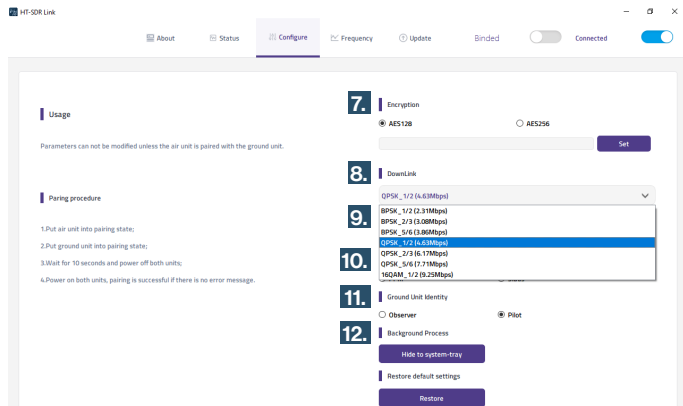 HT-SDR Link
About
Status
Configure
Frequency
Update
Binded
Connected
Usage
Parameters can not be modified unless the air unit is paired with the ground unit.
Paring procedure
1.Put air unit into pairing state;
2.Put ground unit into pairing state;
3.Wait for 10 seconds and power off both units;
4.Power on both units, pairing is successful if there is no error message.
7.
Encryption
AES128
AES256
Set
8.
DownLink
QPSK_1/2 (4.63Mbps)
9.
BPSK_1/2 (2.31Mbps)
BPSK_2/3 (3.08Mbps)
BPSK_5/6 (3.86Mbps)
QPSK_1/2 (4.63Mbps)
QPSK_2/3 (6.17Mbps)
QPSK_5/6 (7.71Mbps)
16QAM_1/2 (9.25Mbps)
10.
11.
Ground Unit Identity
Observer
Pilot
12.
Background Process
Hide to system-tray
Restore default settings
Restore